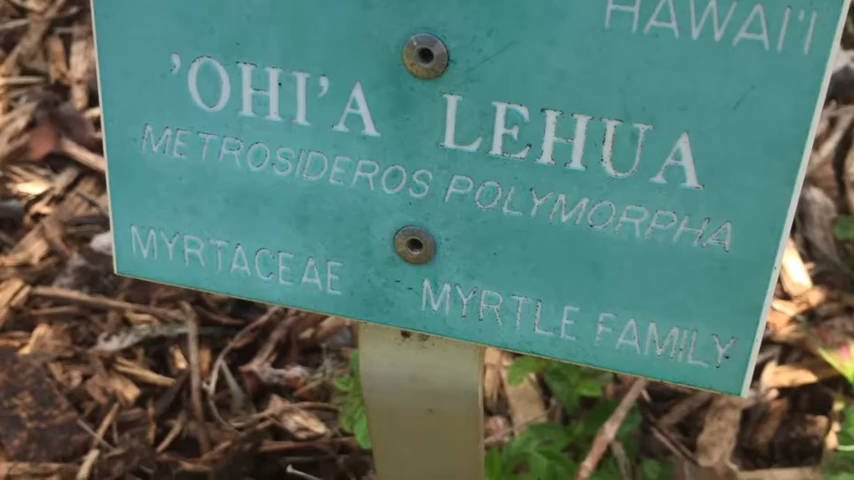 HAWAI'I
'OHI'A LEHUA
METROSIDEROS POLYMORPHA
MYRTACEAE MYRTLE FAMILY